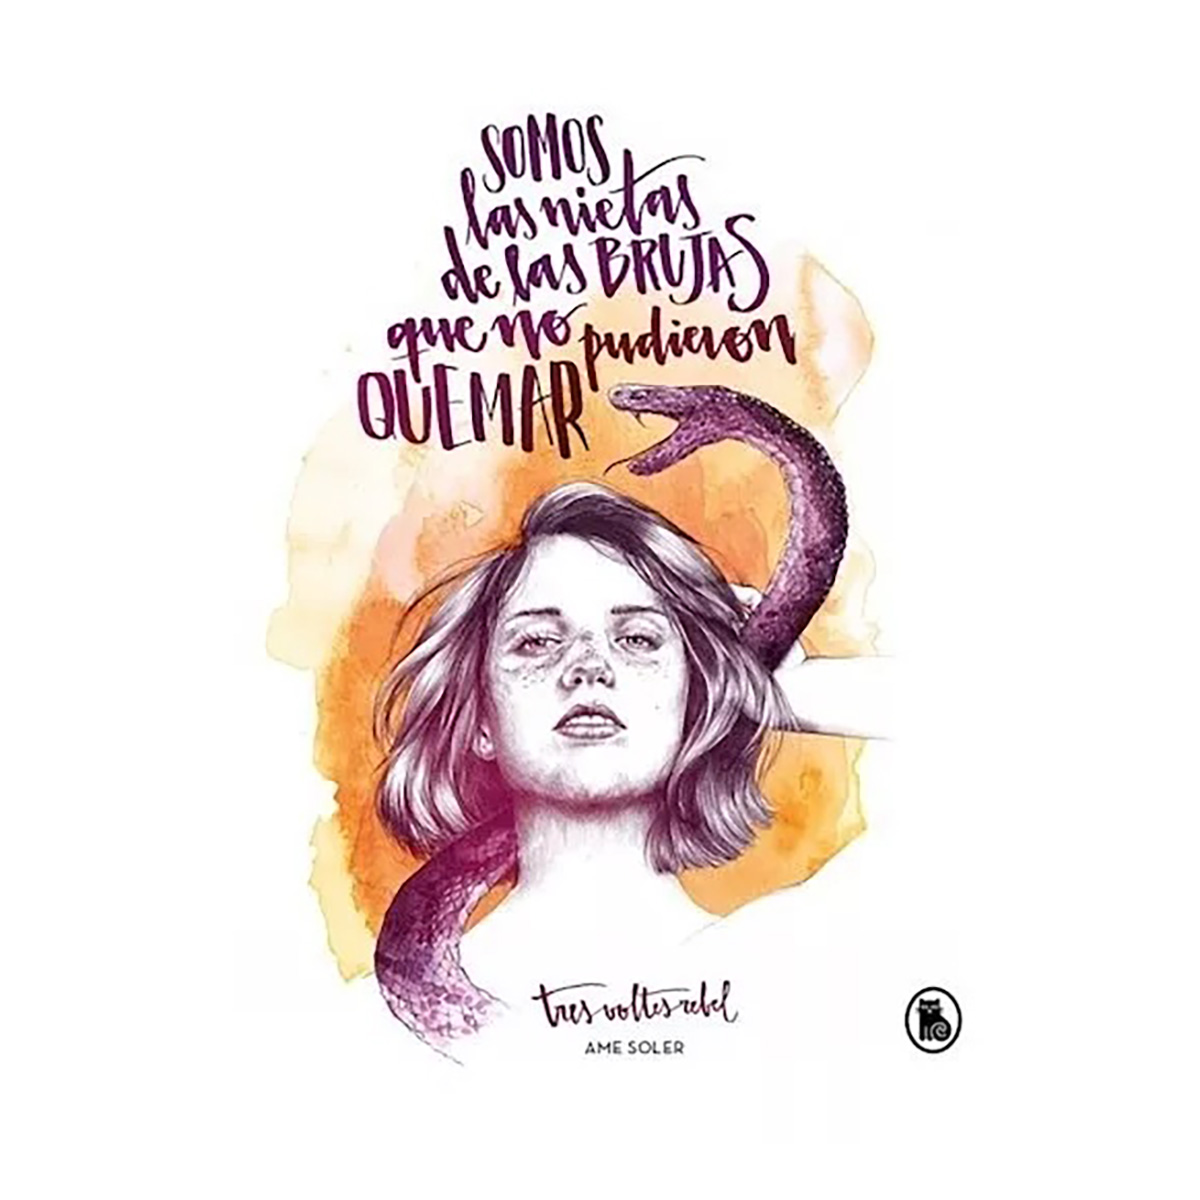 SOMOS
las nietas
de las BRUJAS
que no pudieron
QUEMAR
tres voltes rebel
AME SOLER